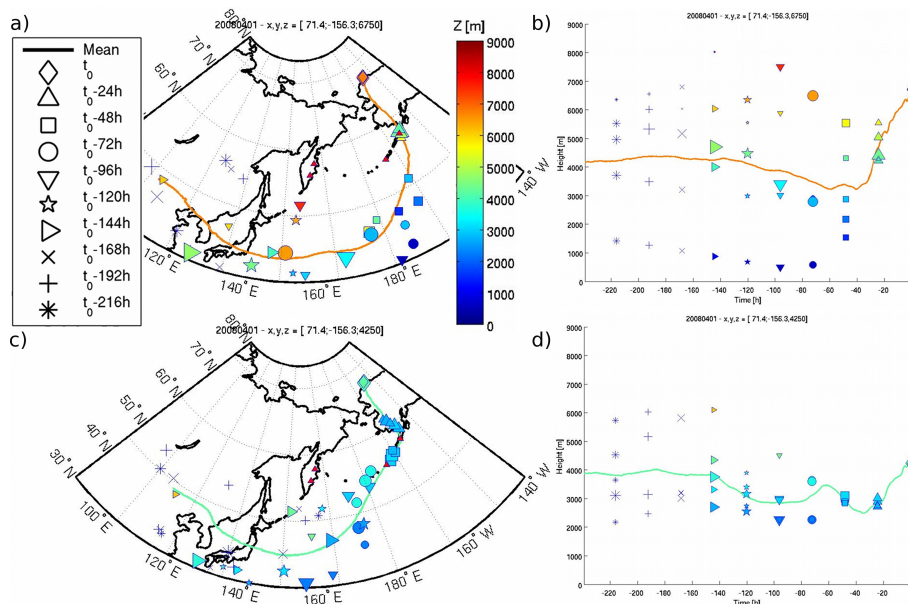 a)
20080401 - x,y,z = [ 71.4;-156.3;6750]
Mean
t0
t0-24h
t0-48h
t0-72h
t0-96h
t0-120h
t0-144h
t0-168h
t0-192h
t0-216h
80° N
70° N
60° N
120° E
140° E
160° E
180° E
140° W
Z [m]
9000
8000
7000
6000
5000
4000
3000
2000
1000
0
b)
20080401 - x,y,z = [ 71.4;-156.3;6750]
Height [m]
9000
8000
7000
6000
5000
4000
3000
2000
1000
0
-220 -200 -180 -160 -140 -120 -100 -80 -60 -40 -20 0
Time [h]
c)
20080401 - x,y,z = [ 71.4;-156.3;4250]
80° N
70° N
60° N
50° N
40° N
30° N
100° E
120° E
140° E
160° E
180° E
160° W
140° W
d)
20080401 - x,y,z = [ 71.4;-156.3;4250]
Height [m]
9000
8000
7000
6000
5000
4000
3000
2000
1000
0
-220 -200 -180 -160 -140 -120 -100 -80 -60 -40 -20 0
Time [h]